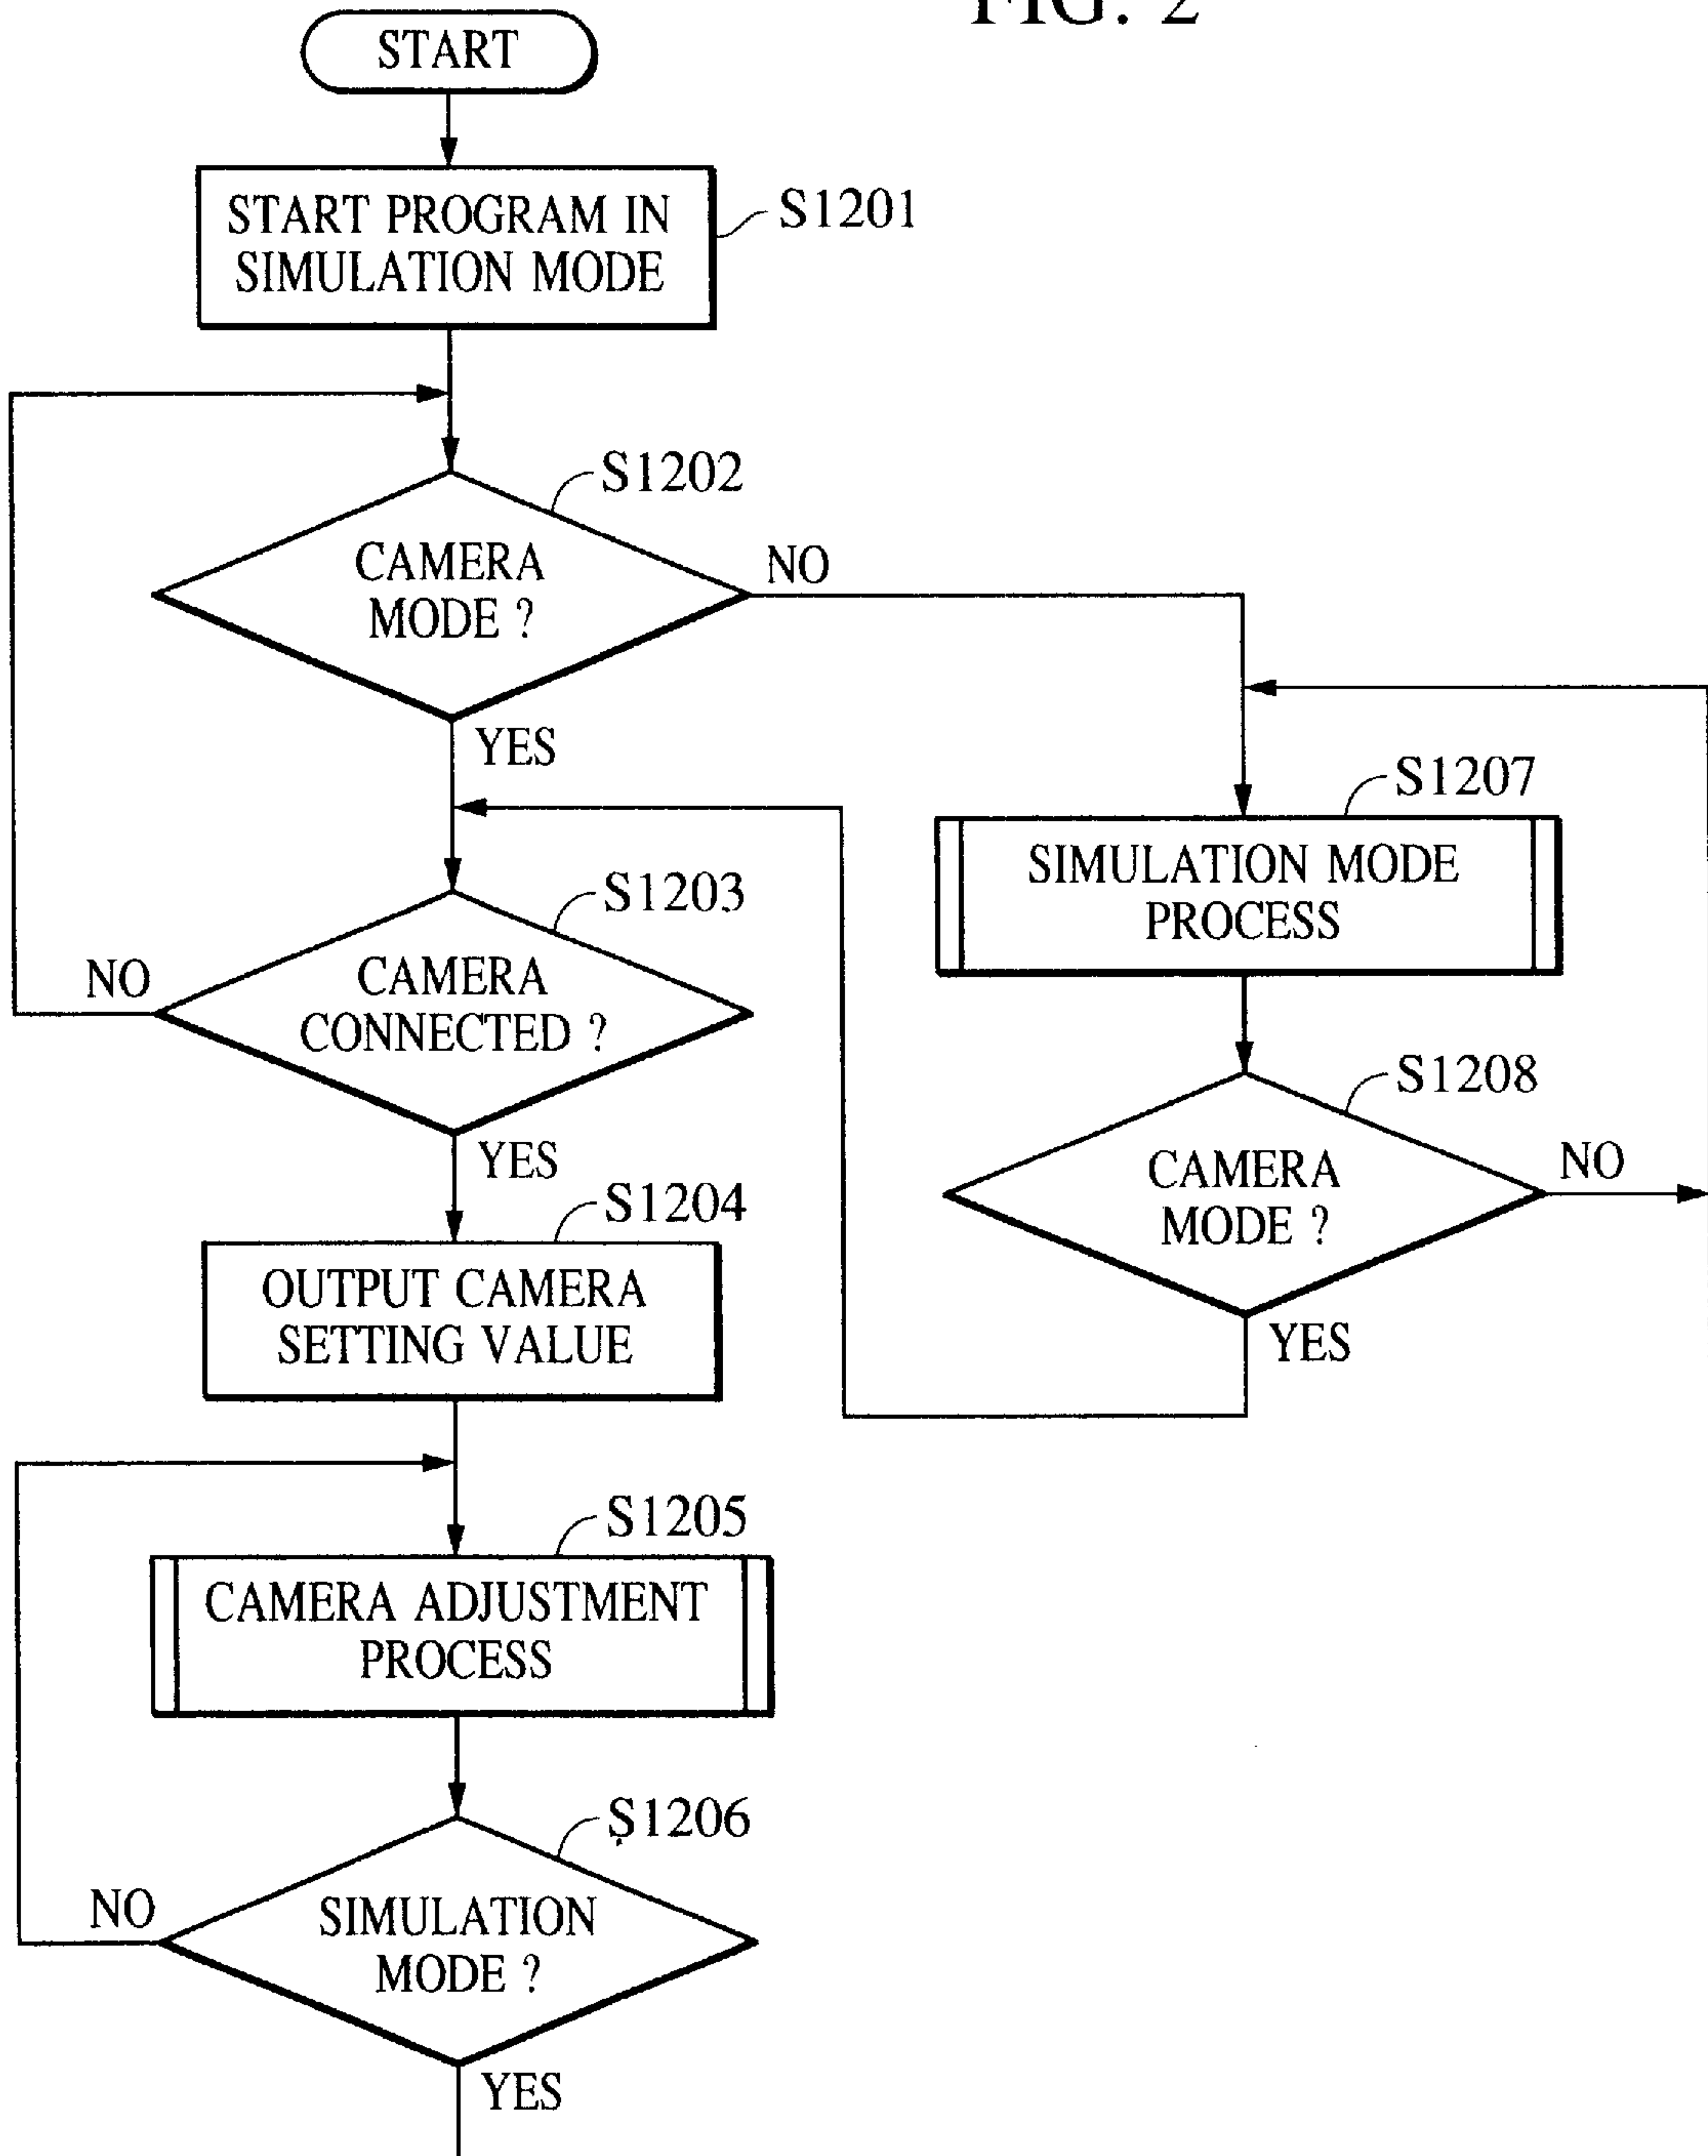 FIG. 2
START
START PROGRAM IN
SIMULATION MODE
S1201
S1202
CAMERA
MODE ?
NO
YES
S1203
CAMERA
CONNECTED ?
NO
YES
S1204
OUTPUT CAMERA
SETTING VALUE
S1205
CAMERA ADJUSTMENT
PROCESS
S1206
SIMULATION
MODE ?
NO
YES
S1207
SIMULATION MODE
PROCESS
S1208
CAMERA
MODE ?
NO
YES